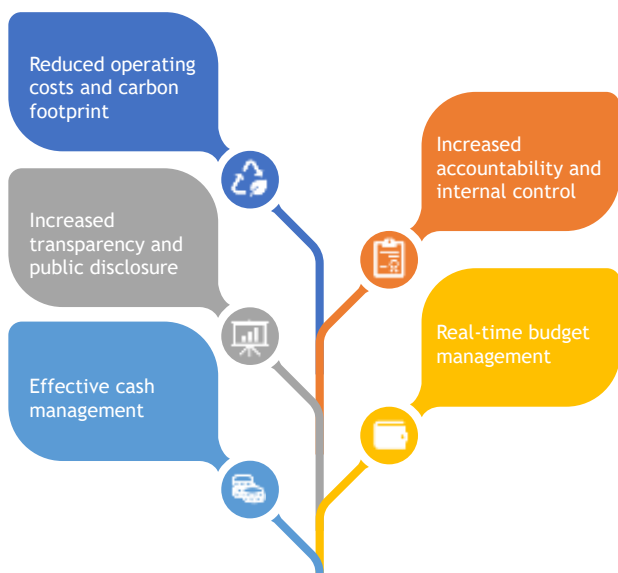 Reduced operating
costs and carbon
footprint
Increased
accountability and
internal control
Increased
transparency and
public disclosure
Real-time budget
management
Effective cash
management